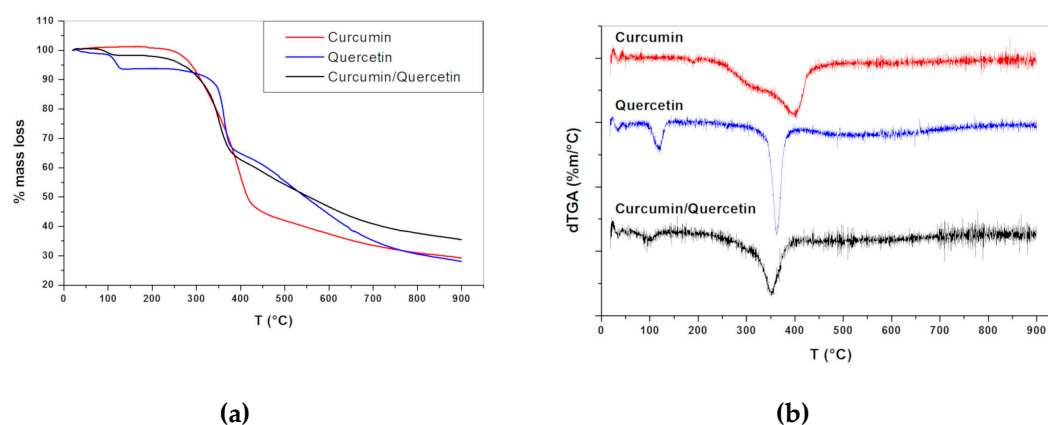 % mass loss
110
100
90
80
70
60
50
40
30
20
0 100 200 300 400 500 600 700 800 900
T (°C)
Curcumin
Quercetin
Curcumin/Quercetin
(a)
dTGA (%m/°C)
Curcumin
Quercetin
Curcumin/Quercetin
0 100 200 300 400 500 600 700 800 900
T (°C)
(b)